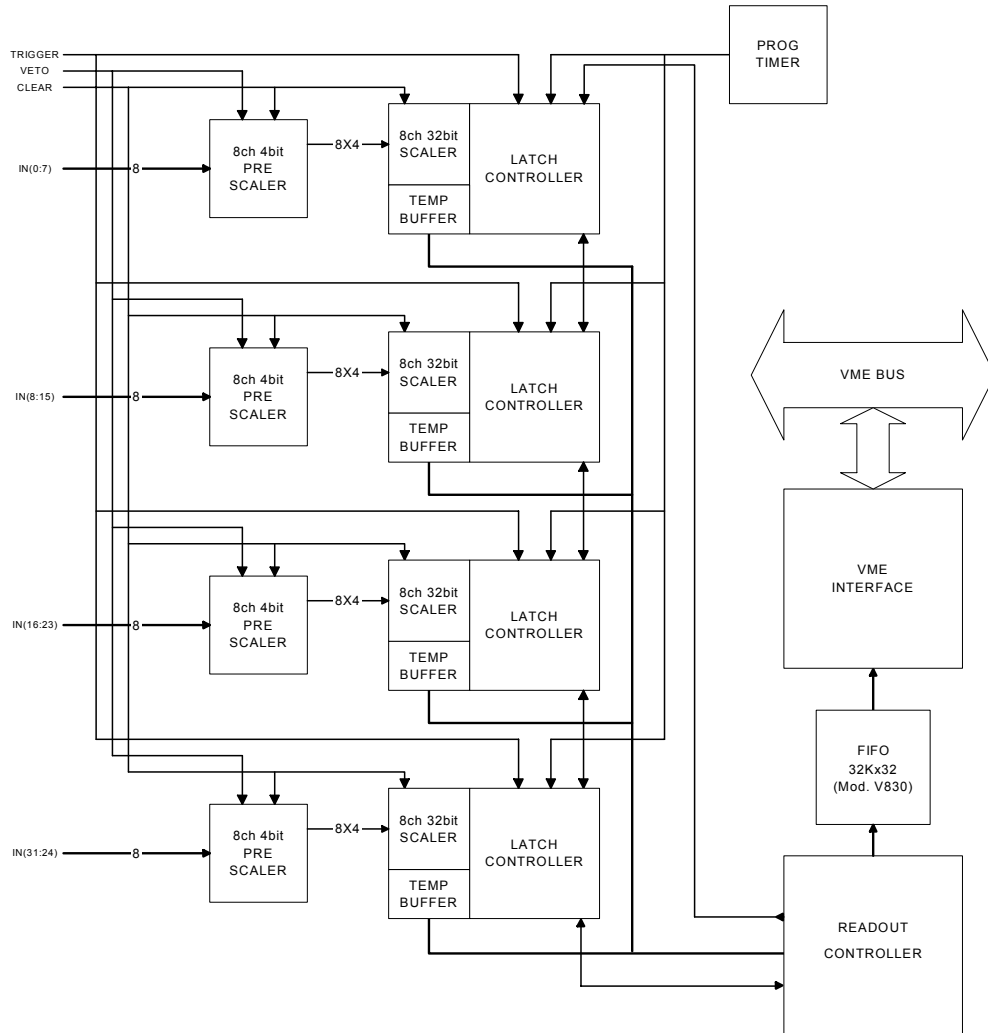 TRIGGER
VETO
CLEAR
PROG
TIMER
8ch 4bit
PRE
SCALER
8X4
8ch 32bit
SCALER
TEMP
BUFFER
LATCH
CONTROLLER
IN(0:7)
8
8ch 4bit
PRE
SCALER
8X4
8ch 32bit
SCALER
TEMP
BUFFER
LATCH
CONTROLLER
IN(8:15)
8
VME BUS
8ch 4bit
PRE
SCALER
8X4
8ch 32bit
SCALER
TEMP
BUFFER
LATCH
CONTROLLER
IN(16:23)
8
VME
INTERFACE
FIFO
32Kx32
(Mod. V830)
8ch 4bit
PRE
SCALER
8X4
8ch 32bit
SCALER
TEMP
BUFFER
LATCH
CONTROLLER
IN(31:24)
8
READOUT
CONTROLLER